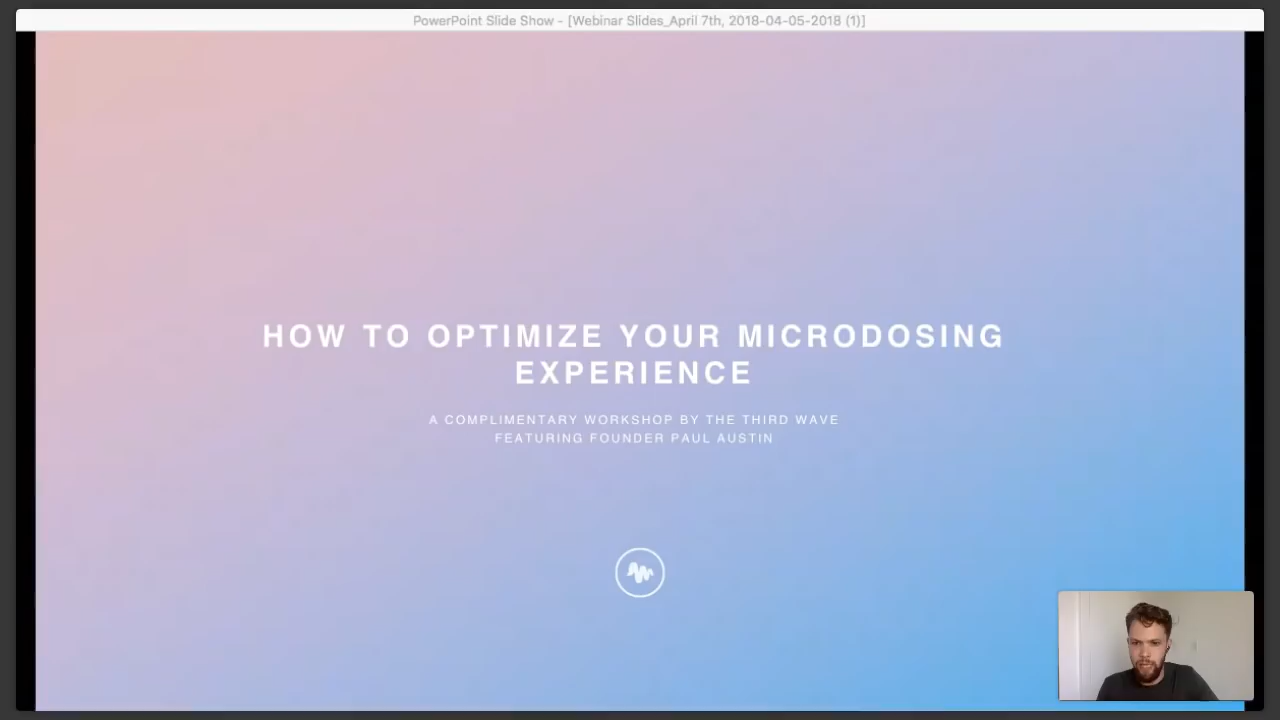 PowerPoint Slide Show - [Webinar Slides_April 7th, 2018-04-05-2018 (1)]
HOW TO OPTIMIZE YOUR MICRODOSING
EXPERIENCE
A COMPLIMENTARY WORKSHOP BY THE THIRD WAVE
FEATURING FOUNDER PAUL AUSTIN